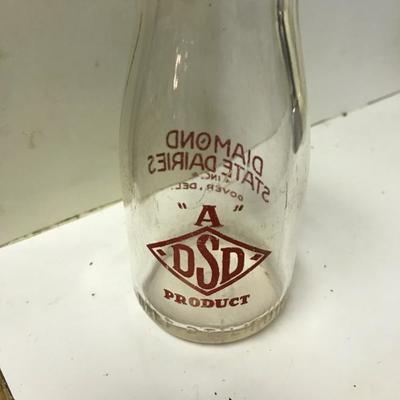 DIAMOND
STATE DAIRIES
INC.
DOVER, DEL.
"A"
DSD
PRODUCT